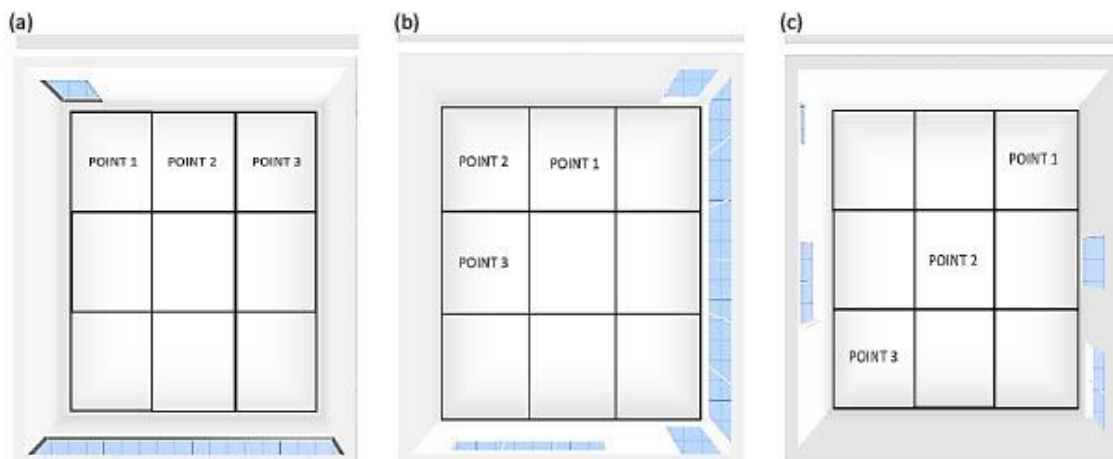 (a)
POINT 1 POINT 2 POINT 3
(b)
POINT 2 POINT 1
POINT 3
(c)
POINT 1
POINT 2
POINT 3